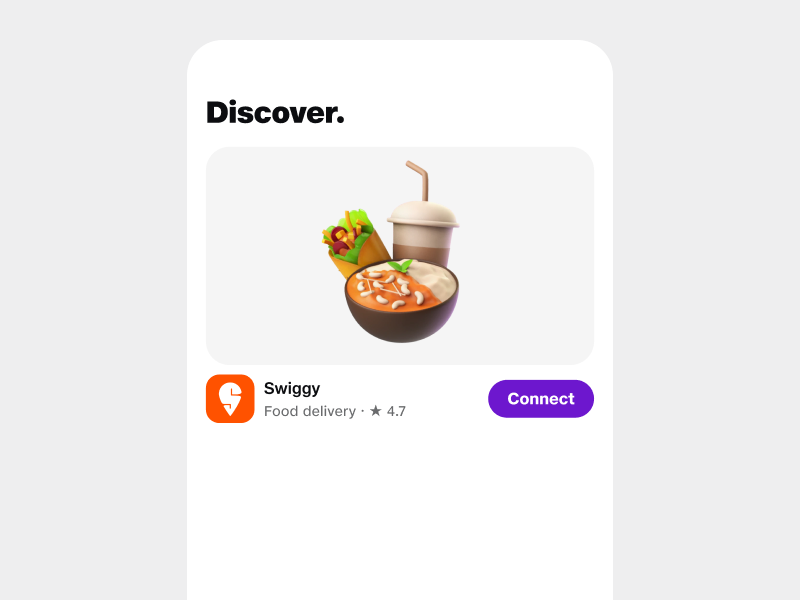 Discover.
Swiggy
Connect
Food delivery · ★ 4.7